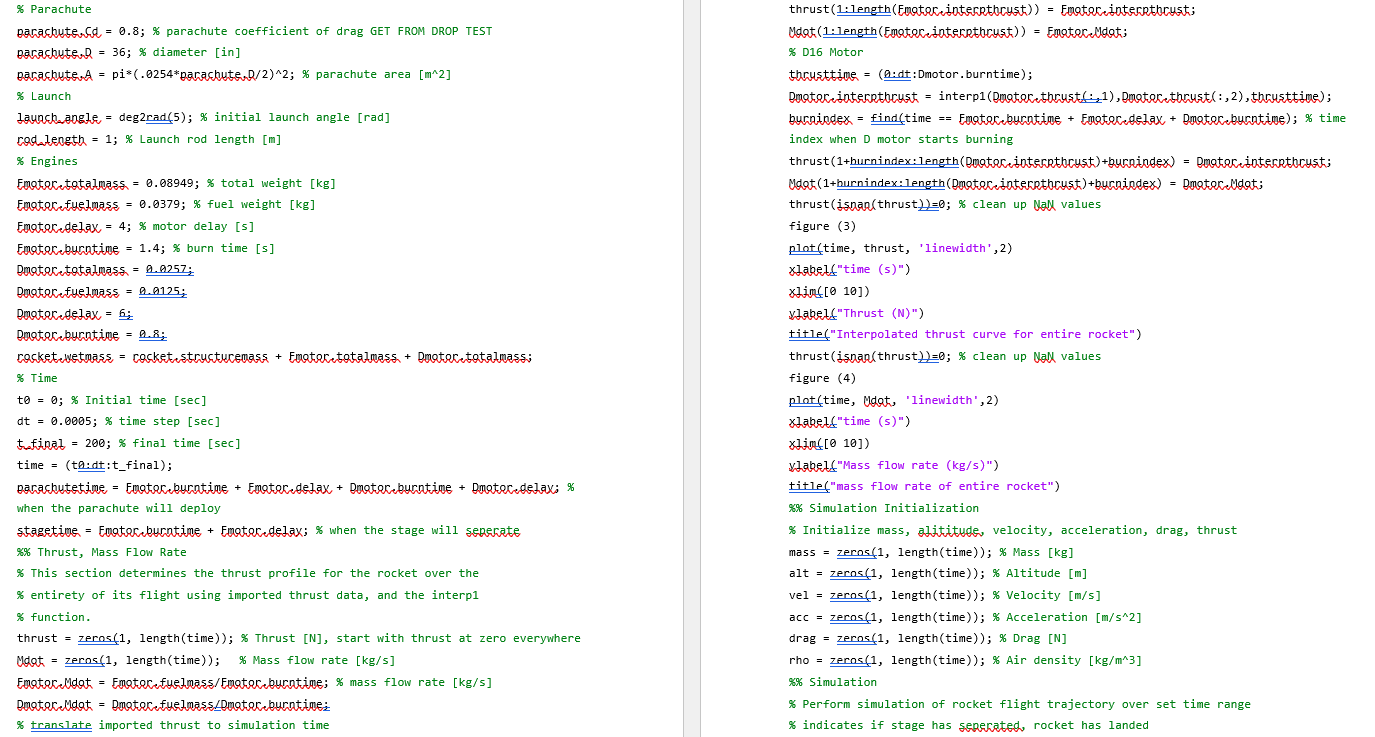 % Parachute
parachute.Cd = 0.8; % parachute coefficient of drag GET FROM DROP TEST
parachute.D = 36; % diameter [in]
parachute.A = pi*(.0254*parachute.D/2)^2; % parachute area [m^2]
% Launch
launch_angle = deg2rad(5); % initial launch angle [rad]
rod_length = 1; % Launch rod length [m]
% Engines
Fmotor.totalmass = 0.08949; % total weight [kg]
Fmotor.fuelmass = 0.0379; % fuel weight [kg]
Fmotor.delay = 4; % motor delay [s]
Fmotor.burntime = 1.4; % burn time [s]
Dmotor.totalmass = 0.0257;
Dmotor.fuelmass = 0.0125;
Dmotor.delay = 6;
Dmotor.burntime = 0.8;
rocket.wetmass = rocket.structuremass + Fmotor.totalmass + Dmotor.totalmass;
% Time
t0 = 0; % Initial time [sec]
dt = 0.0005; % time step [sec]
t_final = 200; % final time [sec]
time = (t0:dt:t_final);
parachutetime = Fmotor.burntime + Fmotor.delay + Dmotor.burntime + Dmotor.delay; %
when the parachute will deploy
stagetime = Fmotor.burntime + Fmotor.delay; % when the stage will seperate
%% Thrust, Mass Flow Rate
% This section determines the thrust profile for the rocket over the
% entirety of its flight using imported thrust data, and the interp1
% function.
thrust = zeros(1, length(time)); % Thrust [N], start with thrust at zero everywhere
Mdot = zeros(1, length(time)); % Mass flow rate [kg/s]
Fmotor.Mdot = Fmotor.fuelmass/Fmotor.burntime; % mass flow rate [kg/s]
Dmotor.Mdot = Dmotor.fuelmass/Dmotor.burntime;
% translate imported thrust to simulation time
thrust(1:length(Fmotor.interpthrust)) = Fmotor.interpthrust;
Mdot(1:length(Fmotor.interpthrust)) = Fmotor.Mdot;
% D16 Motor
thrusttime = (0:dt:Dmotor.burntime);
Dmotor.interpthrust = interp1(Dmotor.thrust(:,1),Dmotor.thrust(:,2),thrusttime);
burnindex = find(time == Fmotor.burntime + Fmotor.delay + Dmotor.burntime); % time
index when D motor starts burning
thrust(1+burnindex:length(Dmotor.interpthrust)+burnindex) = Dmotor.interpthrust;
Mdot(1+burnindex:length(Dmotor.interpthrust)+burnindex) = Dmotor.Mdot;
thrust(isnan(thrust))=0; % clean up NaN values
figure (3)
plot(time, thrust, 'linewidth',2)
xlabel("time (s)")
xlim([0 10])
ylabel("Thrust (N)")
title("Interpolated thrust curve for entire rocket")
thrust(isnan(thrust))=0; % clean up NaN values
figure (4)
plot(time, Mdot, 'linewidth',2)
xlabel("time (s)")
xlim([0 10])
ylabel("Mass flow rate (kg/s)")
title("mass flow rate of entire rocket")
%% Simulation Initialization
% Initialize mass, alititude, velocity, acceleration, drag, thrust
mass = zeros(1, length(time)); % Mass [kg]
alt = zeros(1, length(time)); % Altitude [m]
vel = zeros(1, length(time)); % Velocity [m/s]
acc = zeros(1, length(time)); % Acceleration [m/s^2]
drag = zeros(1, length(time)); % Drag [N]
rho = zeros(1, length(time)); % Air density [kg/m^3]
%% Simulation
% Perform simulation of rocket flight trajectory over set time range
% indicates if stage has seperated, rocket has landed